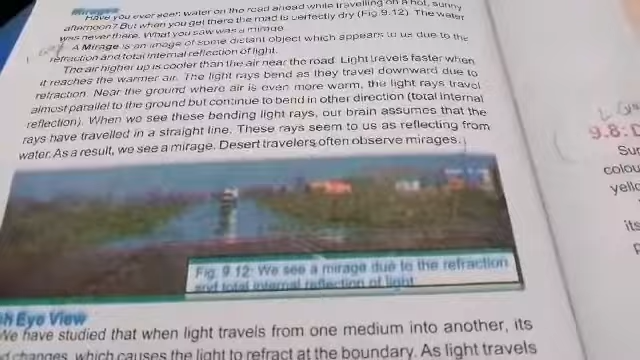 Mirages
Have you ever seen water on the road ahead while travelling on a hot, sunny
afternoon? But when you get there the road is perfectly dry (Fig 9.12). The water
was never there. What you saw was a mirage
A Mirage is an image of some distant object which appears to us due to the
refraction and total internal reflection of light.
The air higher up is cooler than the air near the road. Light travels faster when
it reaches the warmer air. The light rays bend as they travel downward due to
refraction. Near the ground where air is even more warm, the light rays travel
almost parallel to the ground but continue to bend in other direction (total internal
reflection). When we see these bending light rays, our brain assumes that the
rays have travelled in a straight line. These rays seem to us as reflecting from
water. As a result, we see a mirage. Desert travelers often observe mirages.
Fig. 9.12: We see a mirage due to the refraction
and total internal reflection of light
Eye View
We have studied that when light travels from one medium into another, its
changes, which causes the light to refract at the boundary. As light travels
9.8:
Sur
colou
yello
its